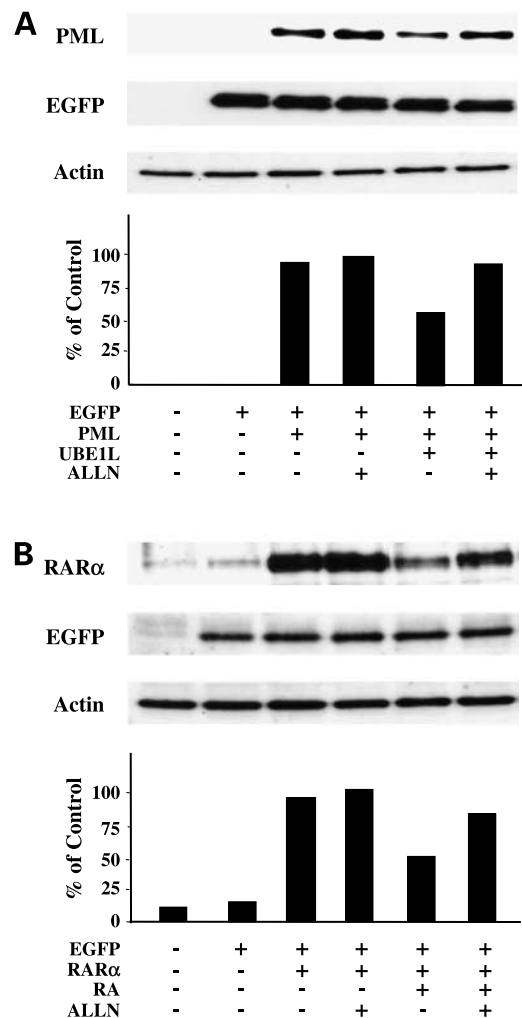 A
PML
EGFP
Actin
% of Control
100
75
50
25
0
EGFP - + + + + +
PML - - + + + +
UBE1L - - - - + +
ALLN - - - + - +
B
RARα
EGFP
Actin
% of Control
100
75
50
25
0
EGFP - + + + + +
RARα - - + + + +
RA - - - - + +
ALLN - - - + - +